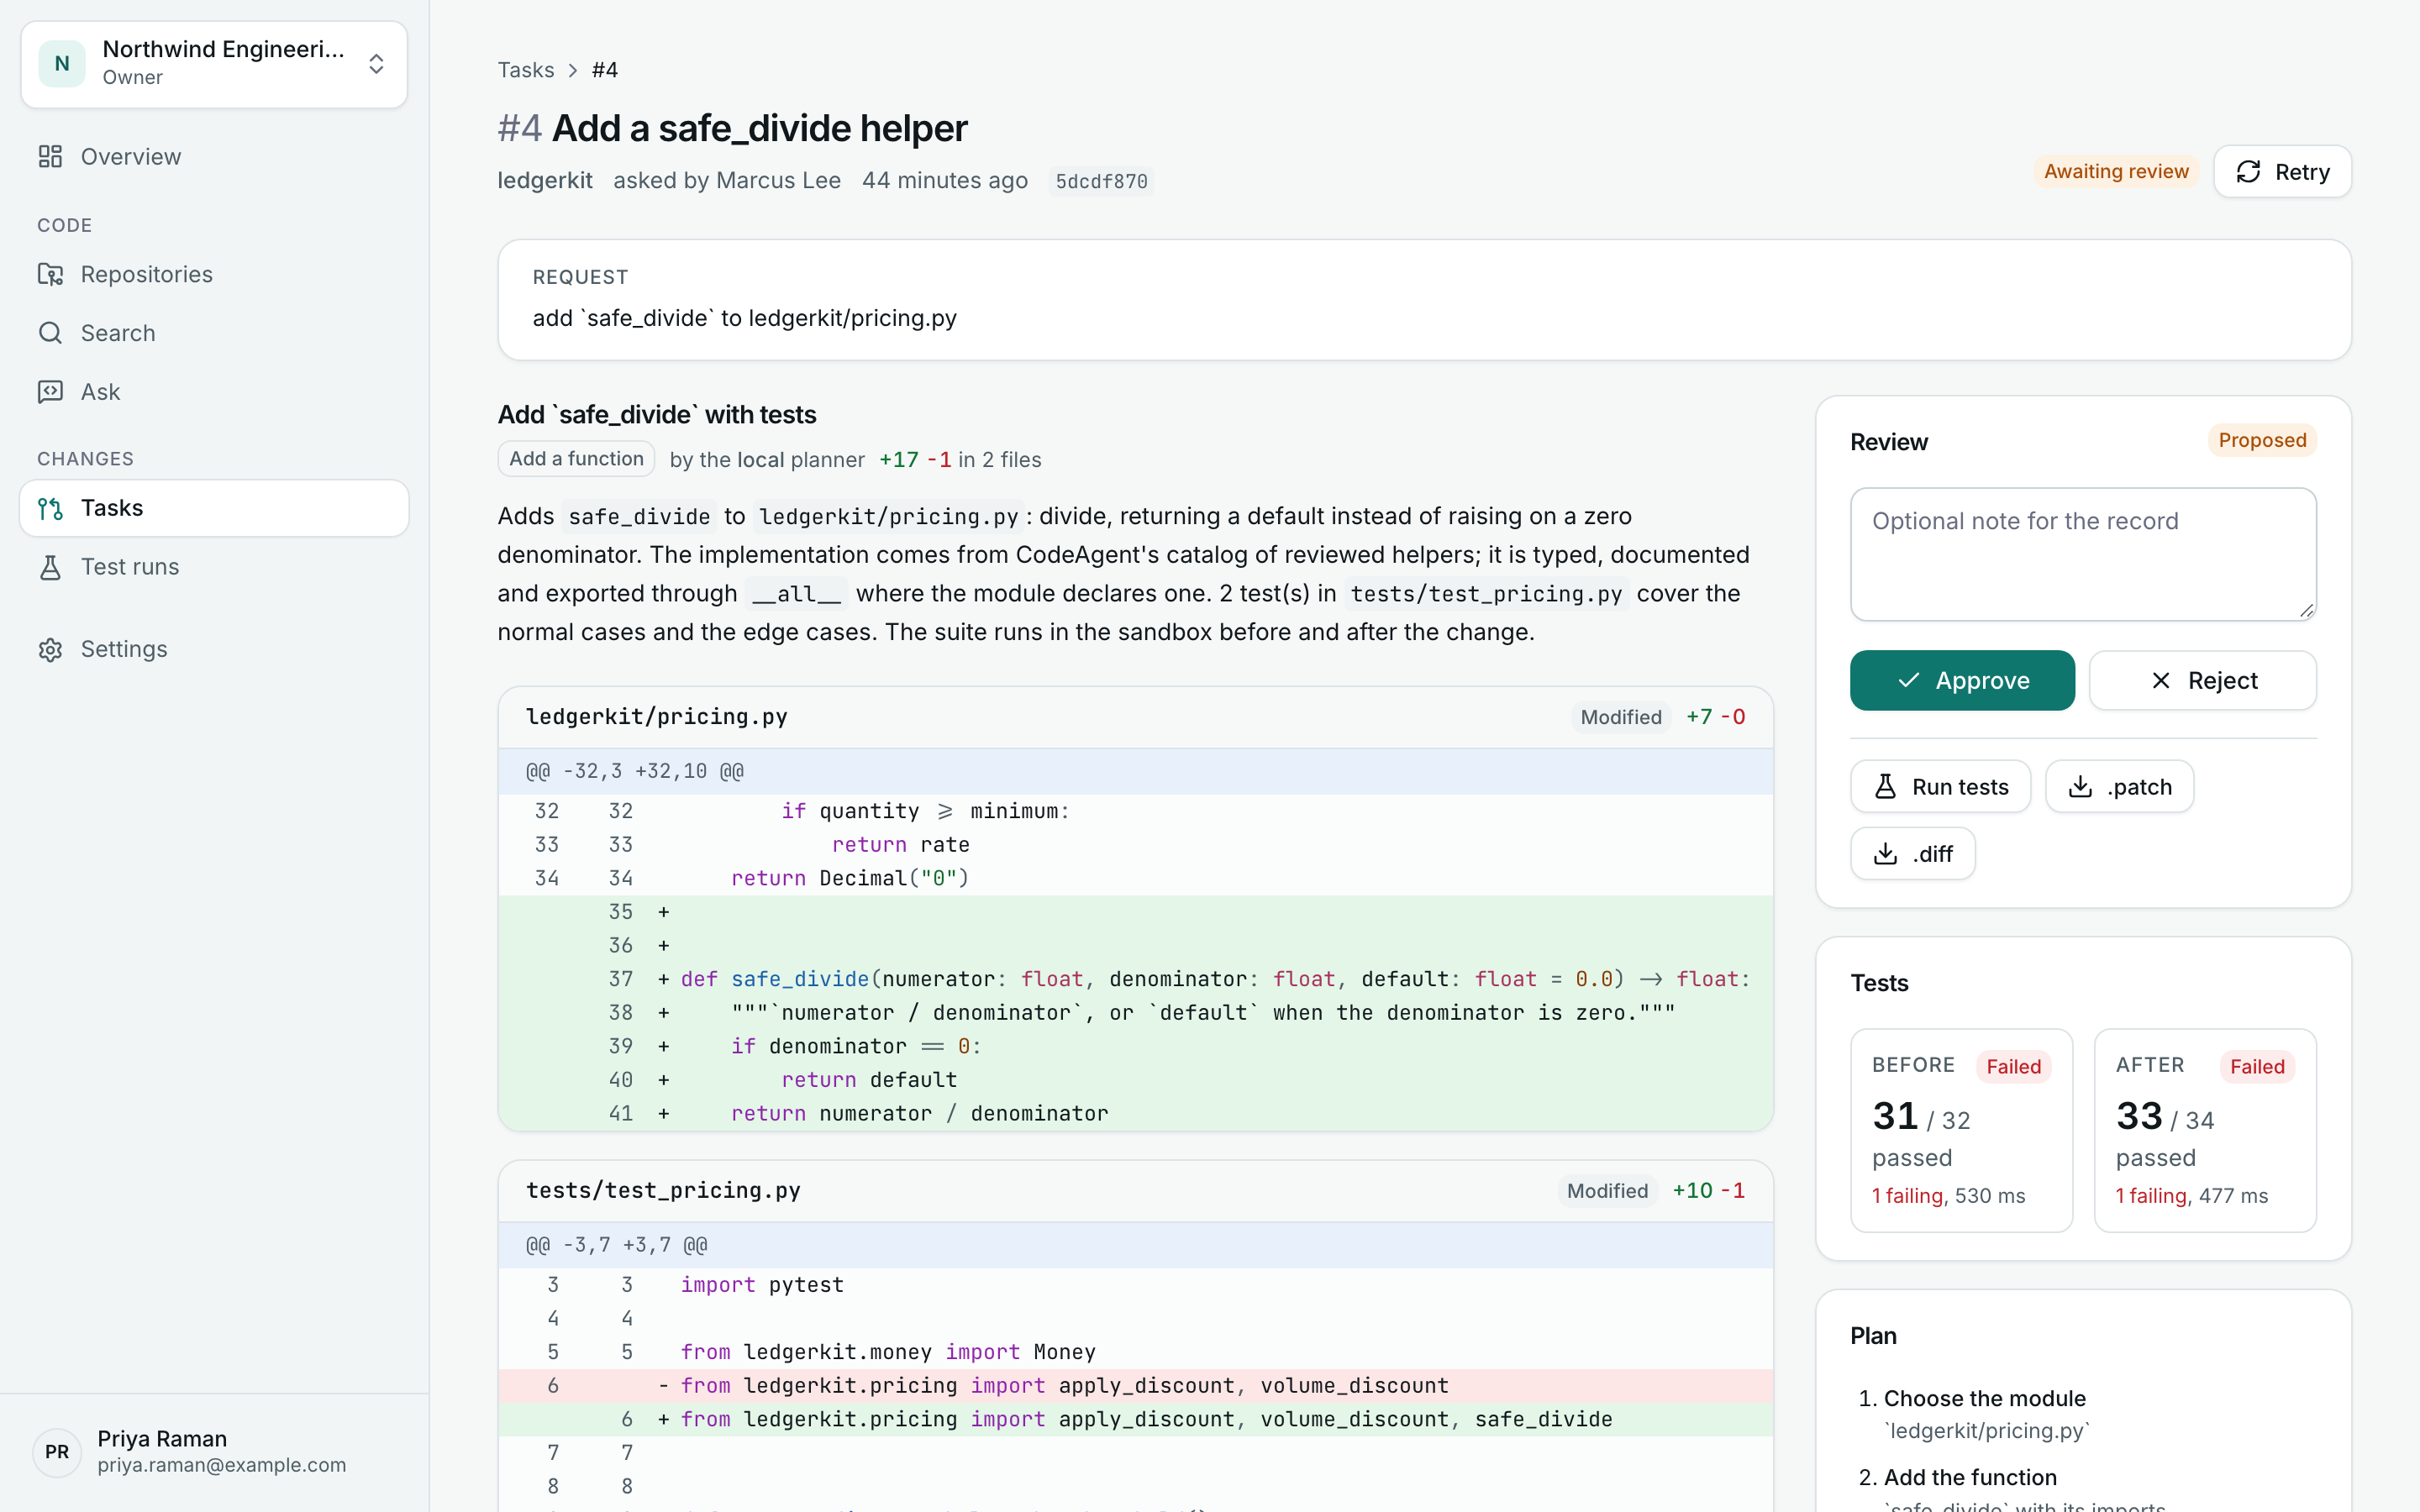 N
Northwind Engineeri...
Owner
Overview
CODE
Repositories
Search
Ask
CHANGES
Tasks
Test runs
Settings
PR
Priya Raman
priya.raman@example.com
Tasks > #4
#4 Add a safe_divide helper
ledgerkit asked by Marcus Lee 44 minutes ago 5dcdf870
Awaiting review
Retry
REQUEST
add `safe_divide` to ledgerkit/pricing.py
Add `safe_divide` with tests
Add a function by the local planner +17 -1 in 2 files
Adds safe_divide to ledgerkit/pricing.py: divide, returning a default instead of raising on a zero
denominator. The implementation comes from CodeAgent's catalog of reviewed helpers; it is typed, documented
and exported through __all__ where the module declares one. 2 test(s) in tests/test_pricing.py cover the
normal cases and the edge cases. The suite runs in the sandbox before and after the change.
ledgerkit/pricing.py Modified +7 -0
@@ -32,3 +32,10 @@
32 32 if quantity >= minimum:
33 33 return rate
34 34 return Decimal("0")
35 +
36 +
37 + def safe_divide(numerator: float, denominator: float, default: float = 0.0) -> float:
38 + """`numerator / denominator`, or `default` when the denominator is zero."""
39 + if denominator == 0:
40 + return default
41 + return numerator / denominator
tests/test_pricing.py Modified +10 -1
@@ -3,7 +3,7 @@
3 3 import pytest
4 4
5 5 from ledgerkit.money import Money
6 - from ledgerkit.pricing import apply_discount, volume_discount
6 + from ledgerkit.pricing import apply_discount, volume_discount, safe_divide
7 7
8 8
Review
Proposed
Optional note for the record
Approve
Reject
Run tests
.patch
.diff
Tests
BEFORE Failed
31 / 32
passed
1 failing, 530 ms
AFTER Failed
33 / 34
passed
1 failing, 477 ms
Plan
1. Choose the module
`ledgerkit/pricing.py`
2. Add the function
`safe_divide` with its imports